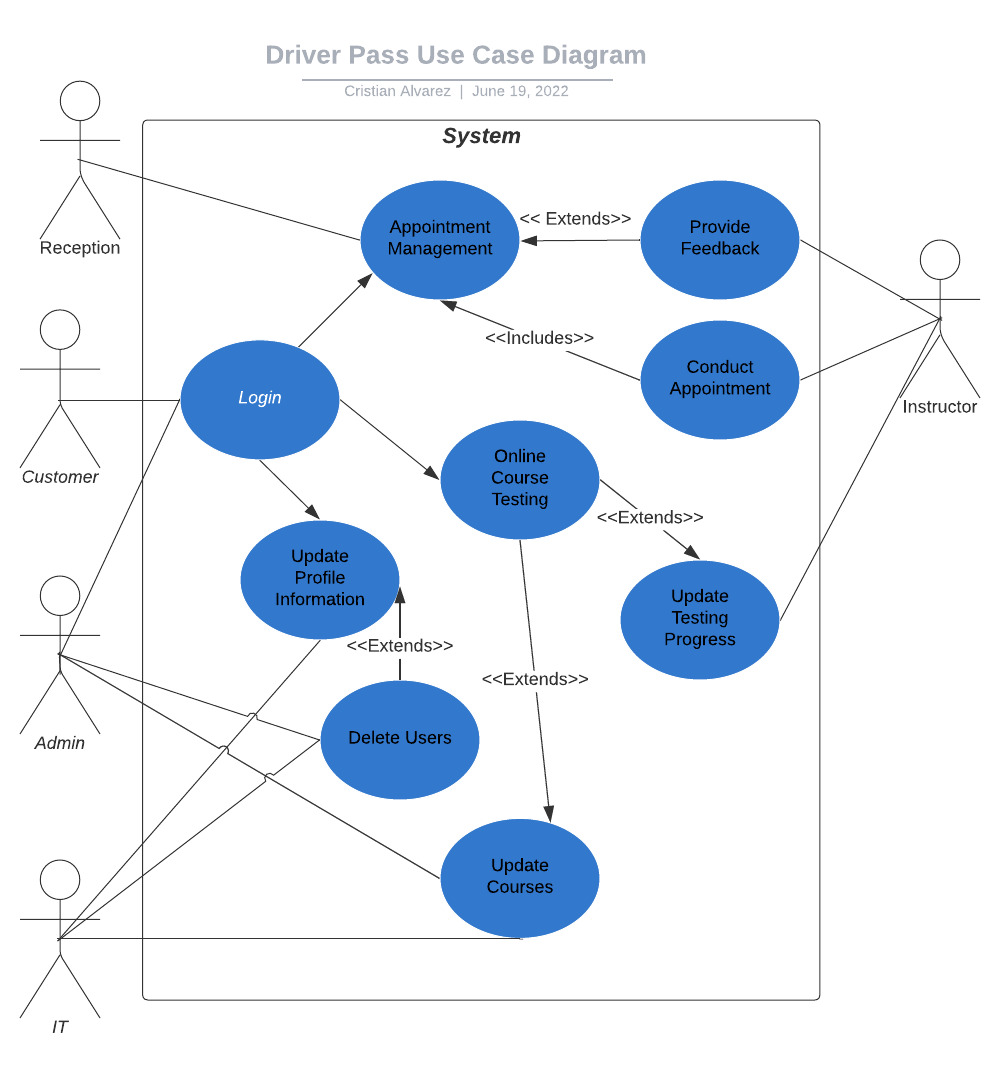 Driver Pass Use Case Diagram
Cristian Alvarez | June 19, 2022
System
Reception
Appointment
Management
<< Extends>>
Provide
Feedback
<<Includes>>
Conduct
Appointment
Instructor
Customer
Login
Online
Course
Testing
<<Extends>>
Update
Profile
Information
Update
Testing
Progress
<<Extends>>
<<Extends>>
Admin
Delete Users
Update
Courses
IT